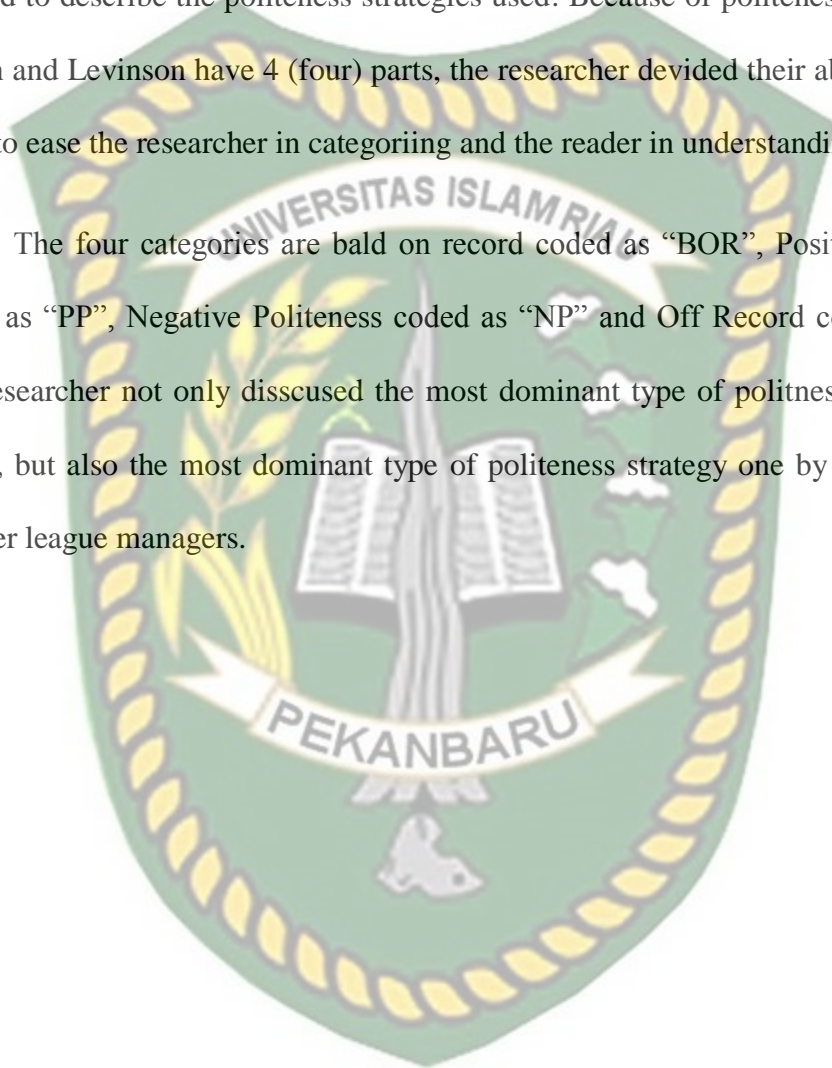 d to describe the politeness strategies used. Because of politenes
n and Levinson have 4 (four) parts, the researcher devided their ab
to ease the researcher in categoriing and the reader in understandi
The four categories are bald on record coded as “BOR”, Posi
as “PP”, Negative Politeness coded as “NP” and Off Record co
esearcher not only disscused the most dominant type of politnes
, but also the most dominant type of politeness strategy one by
er league managers.
UNIVERSITAS ISLAM RIAU
PEKANBARU